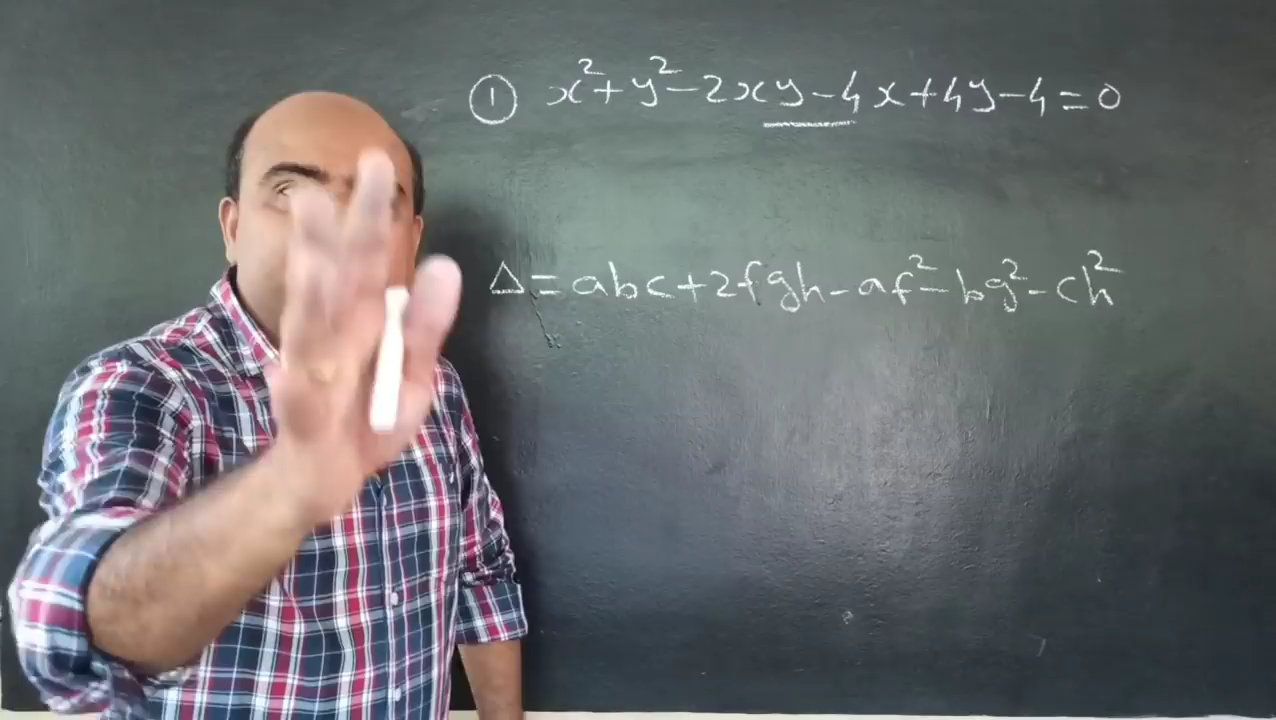 ① x²+y²-2xy-4x+4y-4=0
Δ=abc+2fgh-af²-bg²-ch²